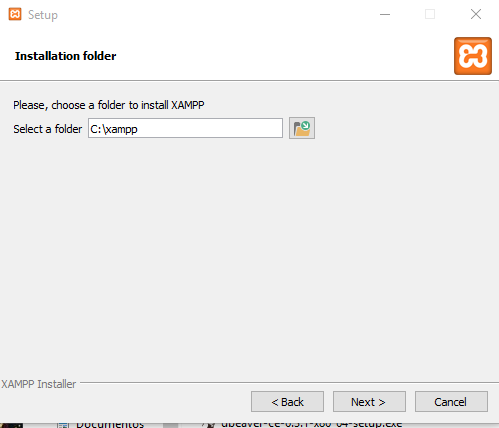 Setup
Installation folder
Please, choose a folder to install XAMPP
Select a folder C:\xampp
XAMPP Installer
< Back Next > Cancel
Documentos